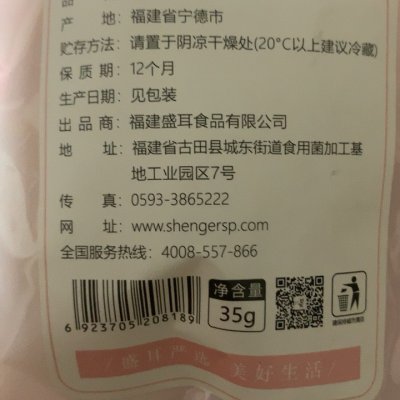 产 地：福建省宁德市
贮存方法：请置于阴凉干燥处(20°C以上建议冷藏)
保 质 期：12个月
生产日期：见包装
出 品 商：福建盛耳食品有限公司
地 址：福建省古田县城东街道食用菌加工基
地工业园区7号
传 真：0593-3865222
网 址：www.shengersp.com
全国服务热线：4008-557-866
净含量
35g
6 923705 208189
盛耳严选 美好生活